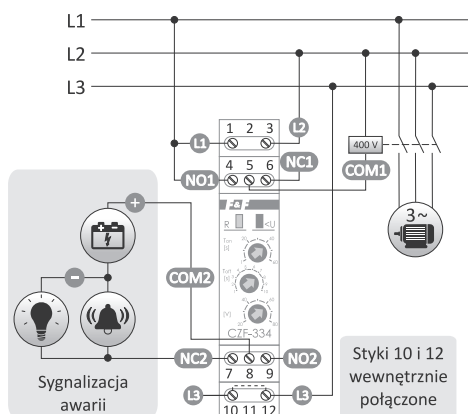 L1
L2
L3
1 2 3
L1
L2
4 5 6
NO1
NC1
COM1
400 V
F&F
R
<U
3~
+
COM2
−
CZF-334
NC2
NO2
7 8 9
L3
L3
10 11 12
Sygnalizacja
awarii
Styki 10 i 12
wewnętrznie
połączone